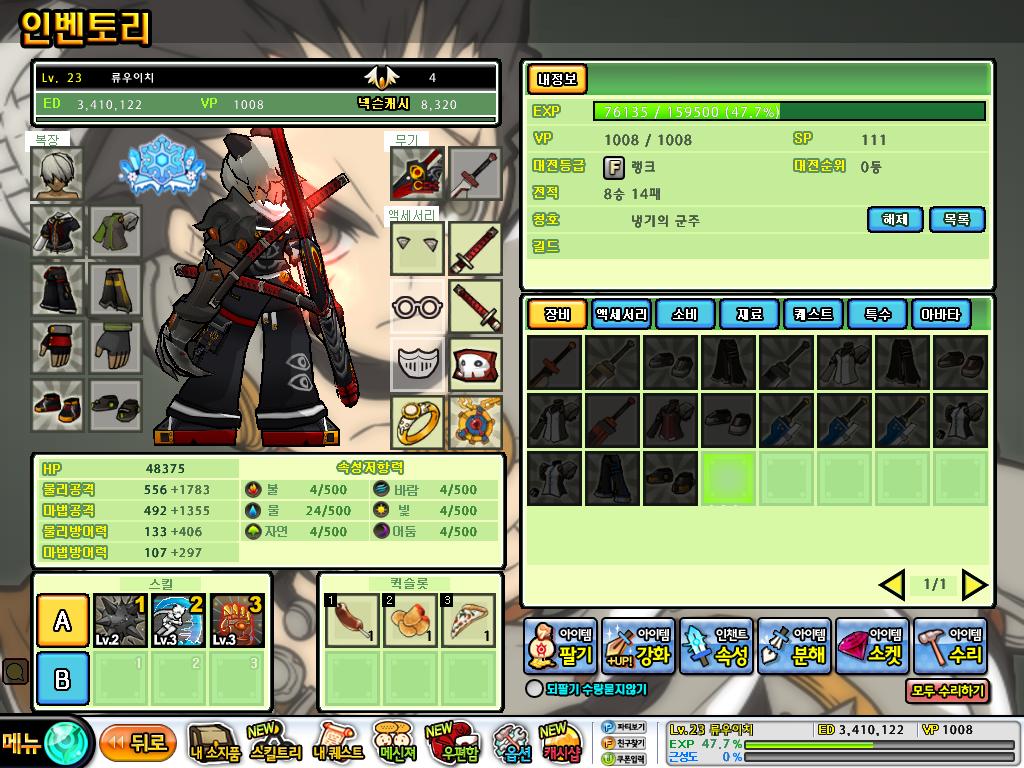 인벤토리
Lv. 23 류우이치 4
ED 3,410,122 VP 1008 넥슨캐시 8,320
복장
무기
액세서리
내정보
EXP 76135 / 159500 (47.7%)
VP 1008 / 1008 SP 111
대전등급 F 랭크 대전순위 0등
전적 8승 14패
칭호 냉기의 군주 해제 목록
길드
장비 액세서리 소비 재료 퀘스트 특수 아바타
HP 48375 속성저항력
물리공격 556 +1783 불 4/500 바람 4/500
마법공격 492 +1355 물 24/500 빛 4/500
물리방어력 133 +406 자연 4/500 어둠 4/500
마법방어력 107 +297
1/1
스킬
A 1 Lv.2 2 Lv.3 3 Lv.3
B 1 2 3
퀵슬롯
1 1 2 1 3 1
아이템 팔기
+UP! 아이템 강화
인챈트 속성
아이템 분해
아이템 소켓
아이템 수리
되팔기 수량묻지않기
모두 수리하기
메뉴 뒤로 내 소지품 NEW 스킬트리 내 퀘스트 메신져 NEW 우편함 옵션 NEW 캐시샵
P 파티보기
F 친구찾기
U 쿠폰입력
Lv.23 류우이치 ED 3,410,122 VP 1008
EXP 47.7%
근성도 0 %